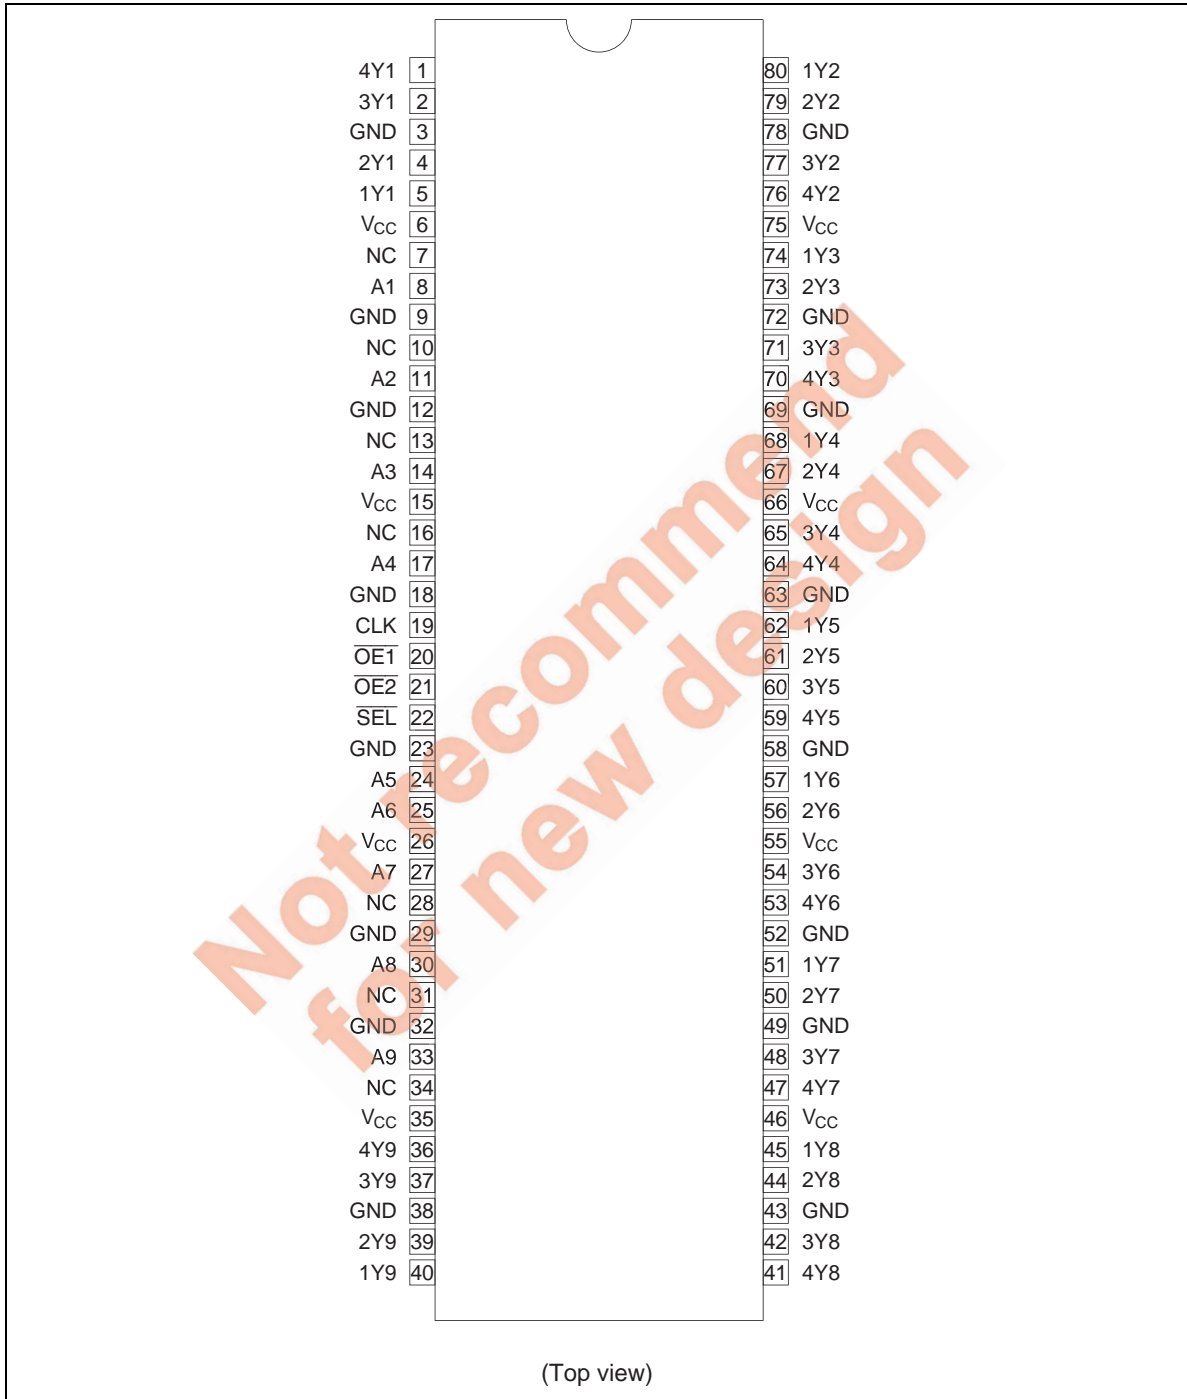 4Y1 1 80 1Y2
3Y1 2 79 2Y2
GND 3 78 GND
2Y1 4 77 3Y2
1Y1 5 76 4Y2
VCC 6 75 VCC
NC 7 74 1Y3
A1 8 73 2Y3
GND 9 72 GND
NC 10 71 3Y3
A2 11 70 4Y3
GND 12 69 GND
NC 13 68 1Y4
A3 14 67 2Y4
VCC 15 66 VCC
NC 16 65 3Y4
A4 17 64 4Y4
GND 18 63 GND
CLK 19 62 1Y5
OE1 20 61 2Y5
OE2 21 60 3Y5
SEL 22 59 4Y5
GND 23 58 GND
A5 24 57 1Y6
A6 25 56 2Y6
VCC 26 55 VCC
A7 27 54 3Y6
NC 28 53 4Y6
GND 29 52 GND
A8 30 51 1Y7
NC 31 50 2Y7
GND 32 49 GND
A9 33 48 3Y7
NC 34 47 4Y7
VCC 35 46 VCC
4Y9 36 45 1Y8
3Y9 37 44 2Y8
GND 38 43 GND
2Y9 39 42 3Y8
1Y9 40 41 4Y8
(Top view)
Not recommend
for new design